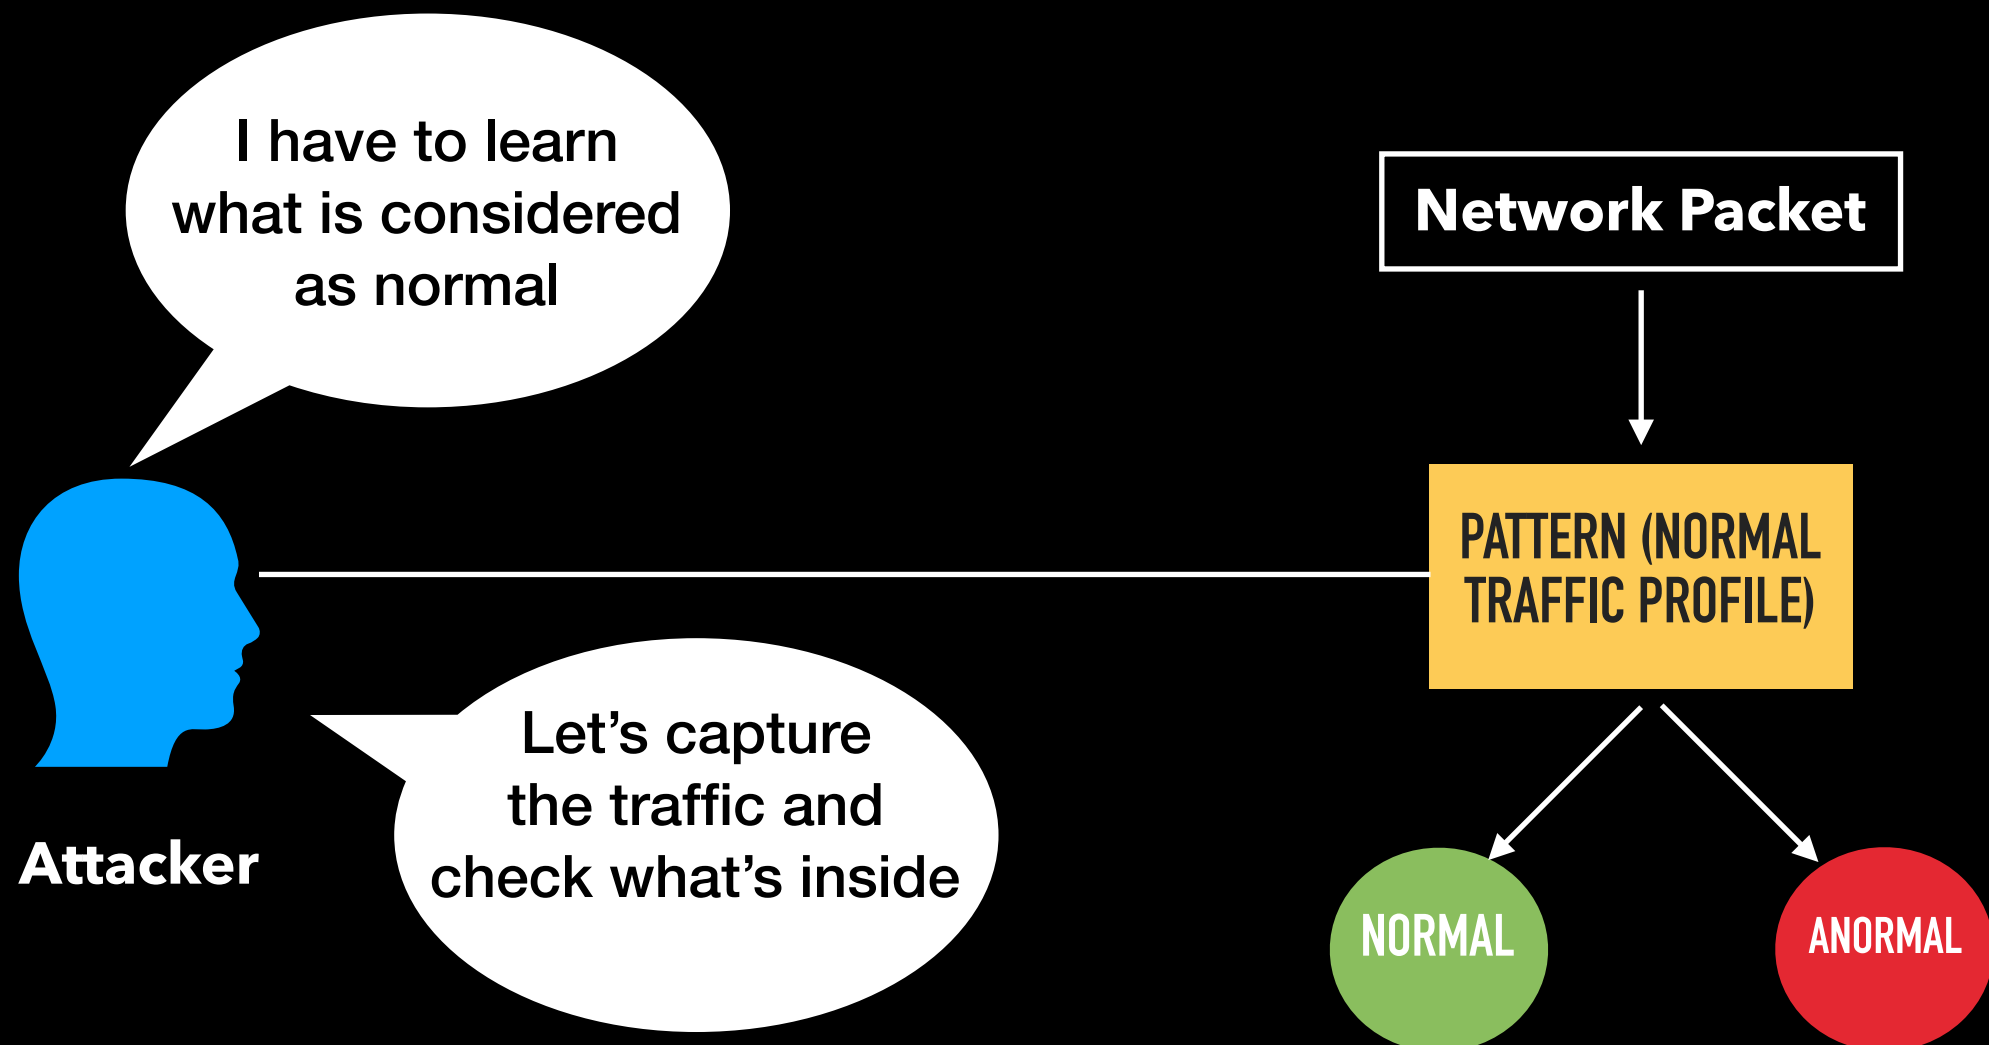 I have to learn
what is considered
as normal
Network Packet
PATTERN (NORMAL
TRAFFIC PROFILE)
Let’s capture
the traffic and
check what’s inside
Attacker
NORMAL
ANORMAL